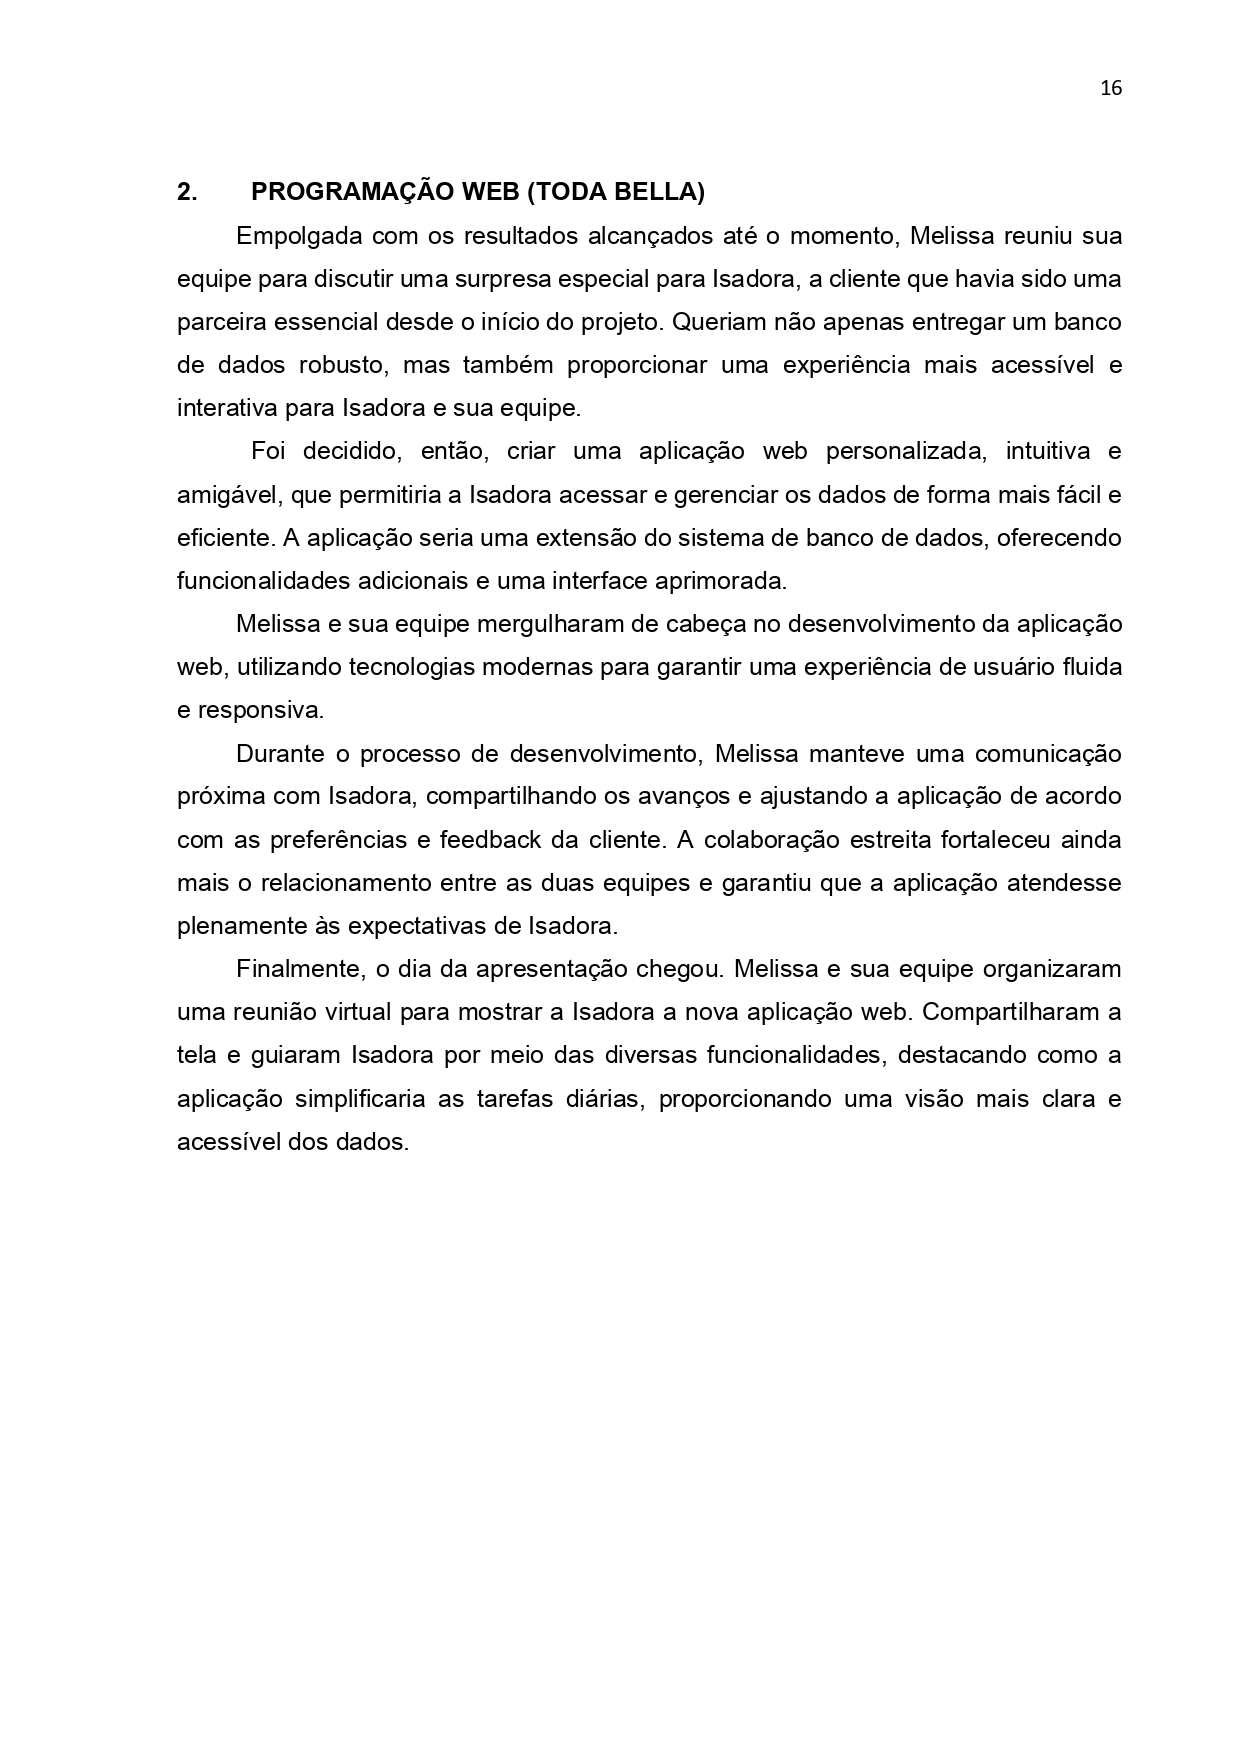 16
2. PROGRAMAÇÃO WEB (TODA BELLA)
Empolgada com os resultados alcançados até o momento, Melissa reuniu sua
equipe para discutir uma surpresa especial para Isadora, a cliente que havia sido uma
parceira essencial desde o início do projeto. Queriam não apenas entregar um banco
de dados robusto, mas também proporcionar uma experiência mais acessível e
interativa para Isadora e sua equipe.
Foi decidido, então, criar uma aplicação web personalizada, intuitiva e
amigável, que permitiria a Isadora acessar e gerenciar os dados de forma mais fácil e
eficiente. A aplicação seria uma extensão do sistema de banco de dados, oferecendo
funcionalidades adicionais e uma interface aprimorada.
Melissa e sua equipe mergulharam de cabeça no desenvolvimento da aplicação
web, utilizando tecnologias modernas para garantir uma experiência de usuário fluida
e responsiva.
Durante o processo de desenvolvimento, Melissa manteve uma comunicação
próxima com Isadora, compartilhando os avanços e ajustando a aplicação de acordo
com as preferências e feedback da cliente. A colaboração estreita fortaleceu ainda
mais o relacionamento entre as duas equipes e garantiu que a aplicação atendesse
plenamente às expectativas de Isadora.
Finalmente, o dia da apresentação chegou. Melissa e sua equipe organizaram
uma reunião virtual para mostrar a Isadora a nova aplicação web. Compartilharam a
tela e guiaram Isadora por meio das diversas funcionalidades, destacando como a
aplicação simplificaria as tarefas diárias, proporcionando uma visão mais clara e
acessível dos dados.